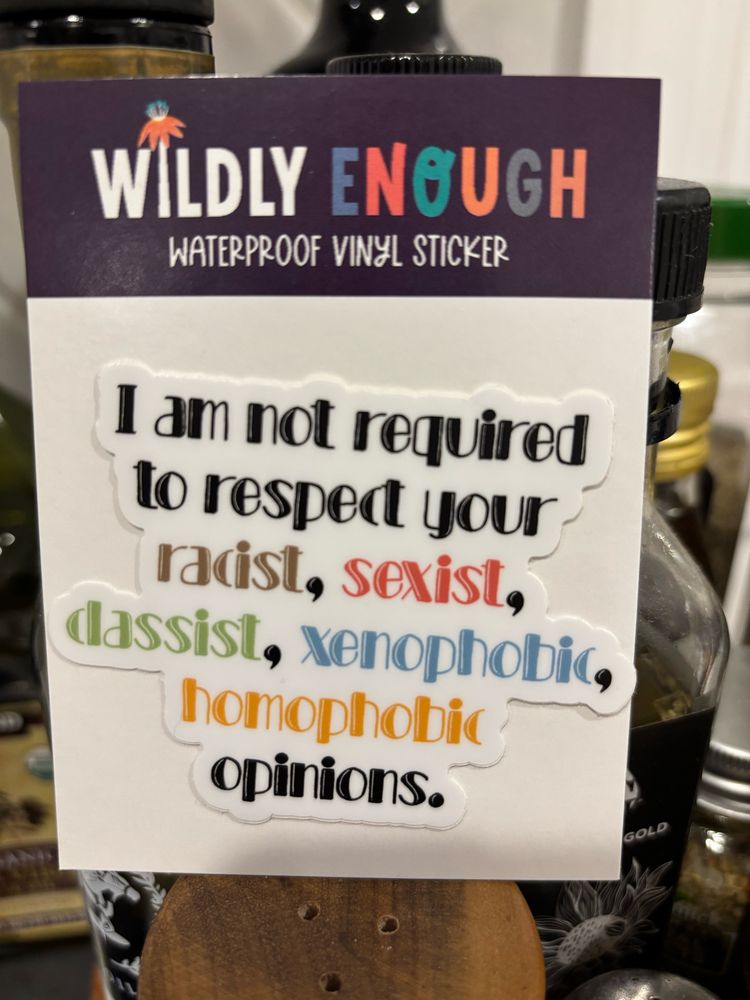 WILDLY ENOUGH
WATERPROOF VINYL STICKER
I am not required
to respect your
racist, sexist,
classist, xenophobic,
homophobic
opinions.
GOLD